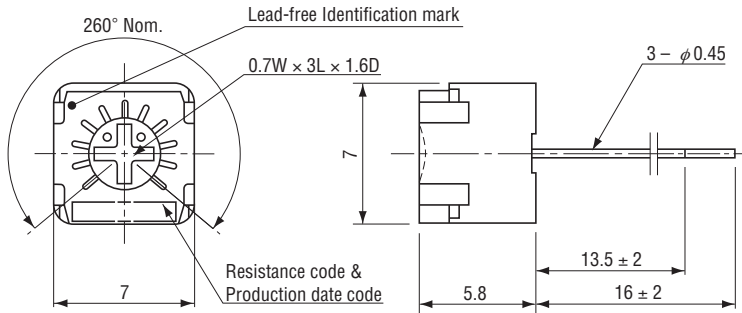 Lead-free Identification mark
260° Nom.
0.7W × 3L × 1.6D
3 – φ0.45
7
Resistance code &
Production date code
7
13.5 ± 2
5.8
16 ± 2